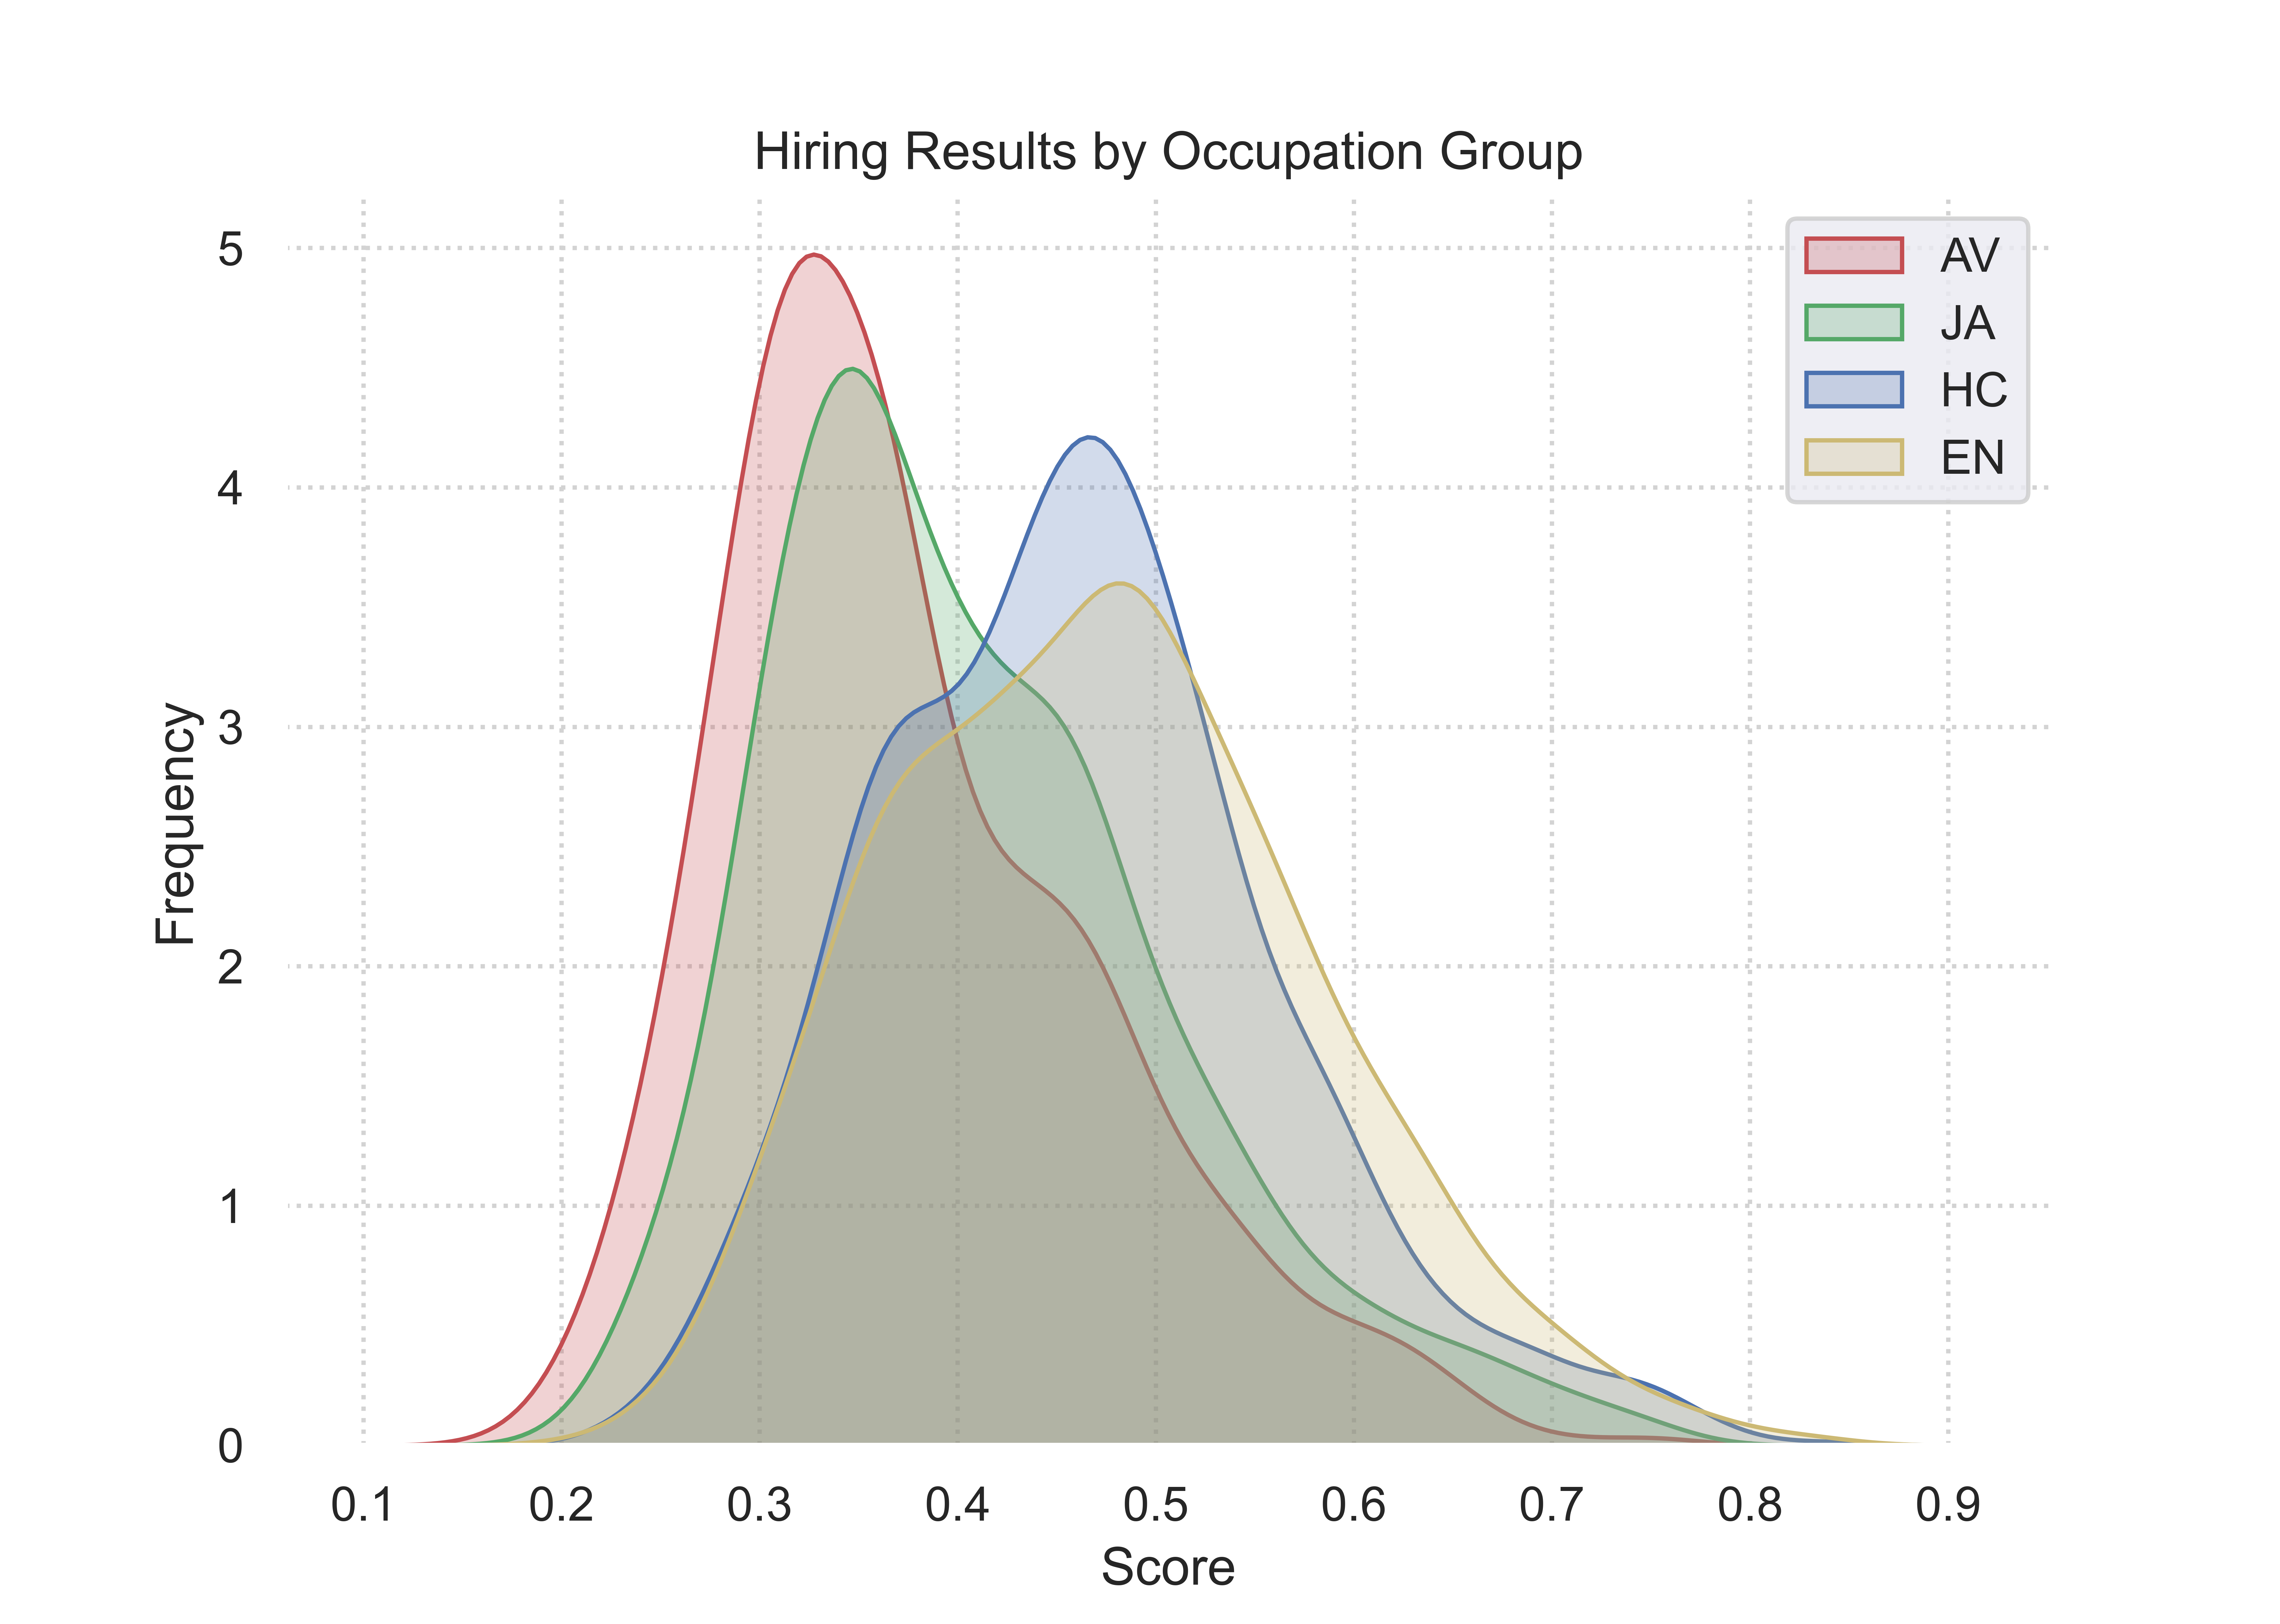 Hiring Results by Occupation Group
5
4
3
2
1
0
Frequency
AV
JA
HC
EN
0.1 0.2 0.3 0.4 0.5 0.6 0.7 0.8 0.9
Score